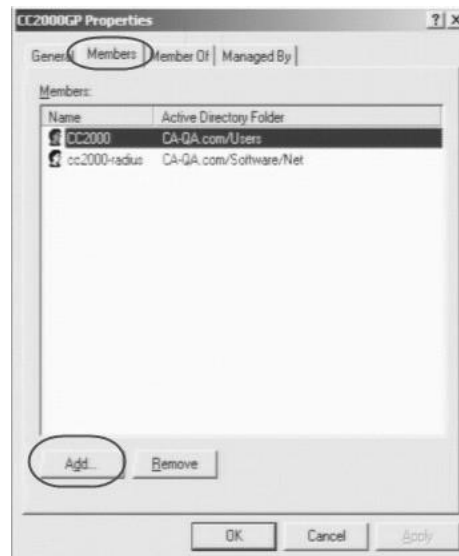 CC2000GP Properties ? X
General Members Member Of Managed By
Members:
Name Active Directory Folder
CC2000 CA-QA.com/Users
cc2000-radius CA-QA.com/Software/Net
Add... Remove
OK Cancel Apply